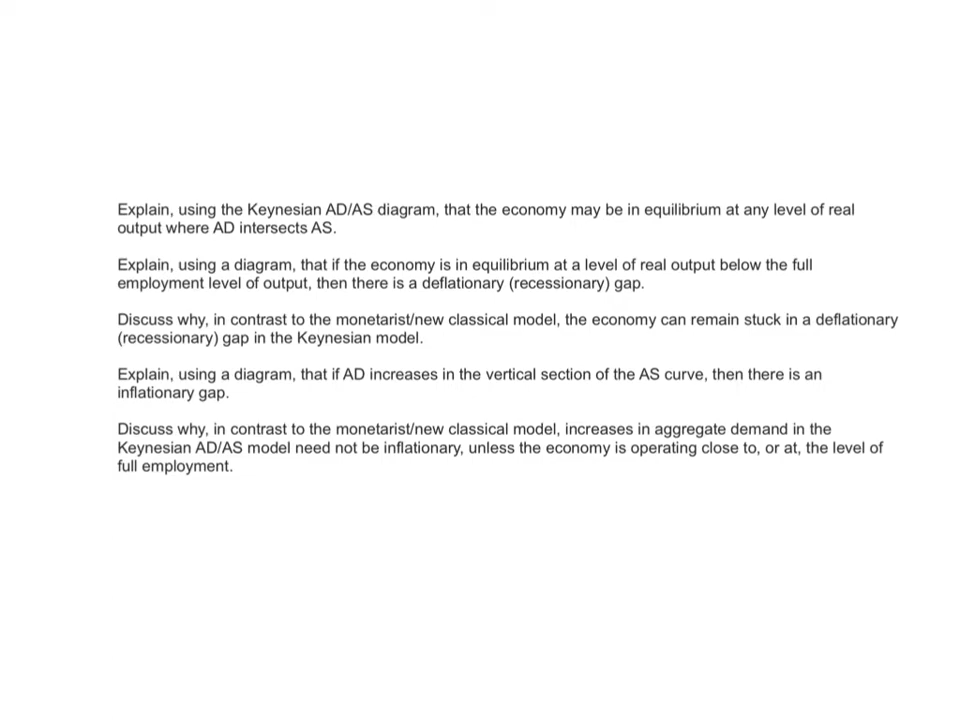 Explain, using the Keynesian AD/AS diagram, that the economy may be in equilibrium at any level of real
output where AD intersects AS.
Explain, using a diagram, that if the economy is in equilibrium at a level of real output below the full
employment level of output, then there is a deflationary (recessionary) gap.
Discuss why, in contrast to the monetarist/new classical model, the economy can remain stuck in a deflationary
(recessionary) gap in the Keynesian model.
Explain, using a diagram, that if AD increases in the vertical section of the AS curve, then there is an
inflationary gap.
Discuss why, in contrast to the monetarist/new classical model, increases in aggregate demand in the
Keynesian AD/AS model need not be inflationary, unless the economy is operating close to, or at, the level of
full employment.